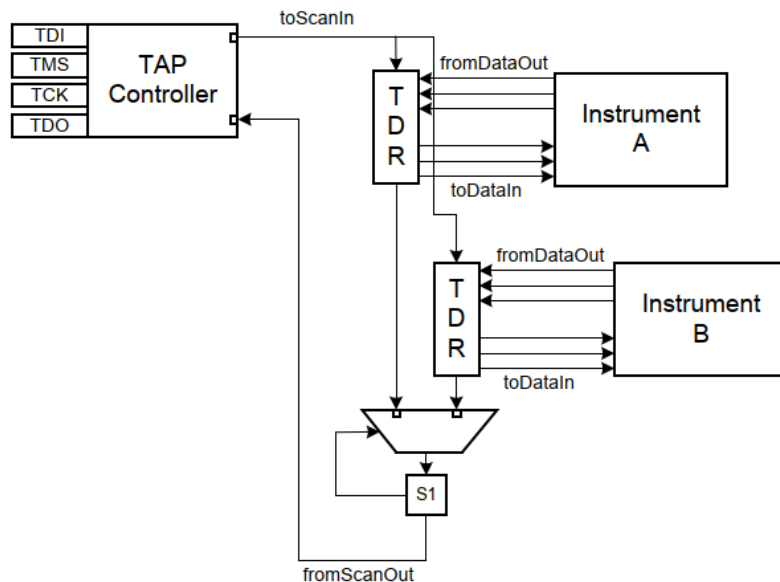 toScanIn
TDI
TMS
TCK
TDO
TAP
Controller
fromDataOut
T
D
R
Instrument
A
toDataIn
fromDataOut
T
D
R
Instrument
B
toDataIn
S1
fromScanOut